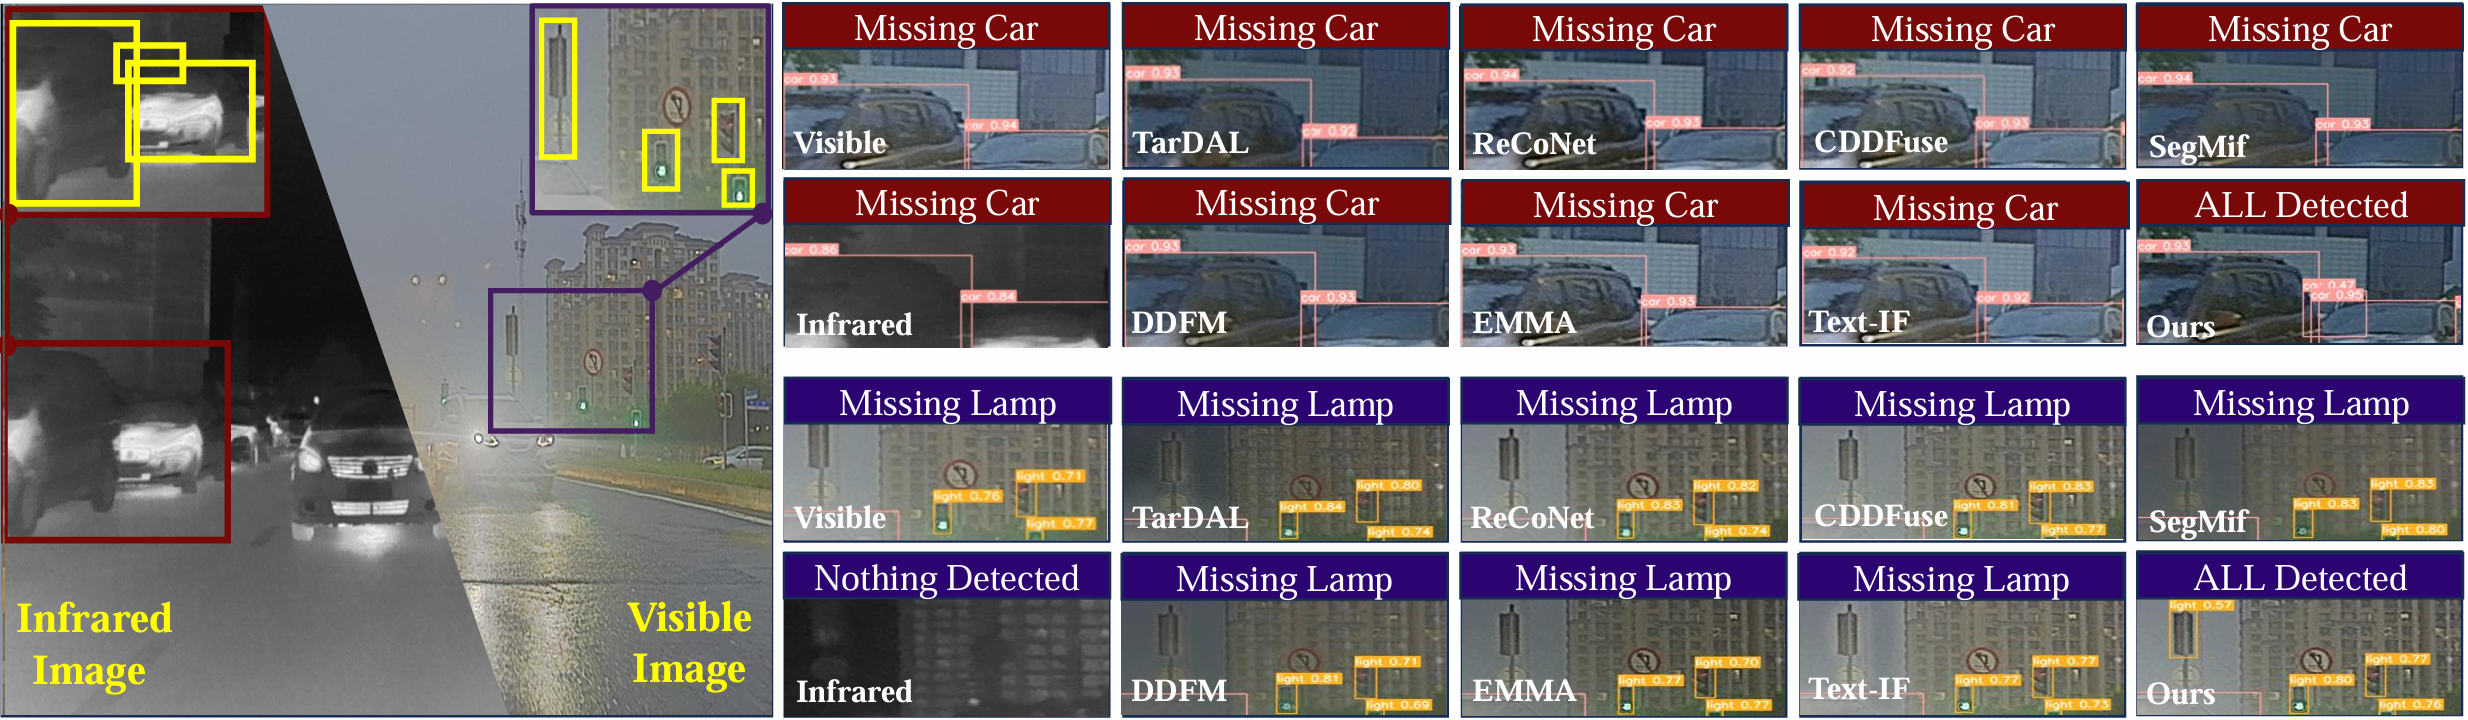 Infrared
Image
Visible
Image
Missing Car
car 0.93
car 0.94
Visible
Missing Car
car 0.93
car 0.92
TarDAL
Missing Car
car 0.94
car 0.93
ReCoNet
Missing Car
car 0.92
car 0.93
CDDFuse
Missing Car
car 0.94
car 0.93
SegMif
Missing Car
car 0.86
car 0.84
Infrared
Missing Car
car 0.93
car 0.93
DDFM
Missing Car
car 0.93
car 0.93
EMMA
Missing Car
car 0.92
car 0.92
Text-IF
ALL Detected
car 0.93
car 0.47
car 0.95
Ours
Missing Lamp
light 0.71
light 0.76
light 0.77
Visible
Missing Lamp
light 0.80
light 0.84
light 0.74
TarDAL
Missing Lamp
light 0.82
light 0.83
light 0.74
ReCoNet
Missing Lamp
light 0.83
light 0.81
light 0.77
CDDFuse
Missing Lamp
light 0.83
light 0.83
light 0.80
SegMif
Nothing Detected
Infrared
Missing Lamp
light 0.71
light 0.81
light 0.69
DDFM
Missing Lamp
light 0.70
light 0.77
light 0.77
EMMA
Missing Lamp
light 0.77
light 0.77
light 0.73
Text-IF
ALL Detected
light 0.57
light 0.77
light 0.80
light 0.76
Ours